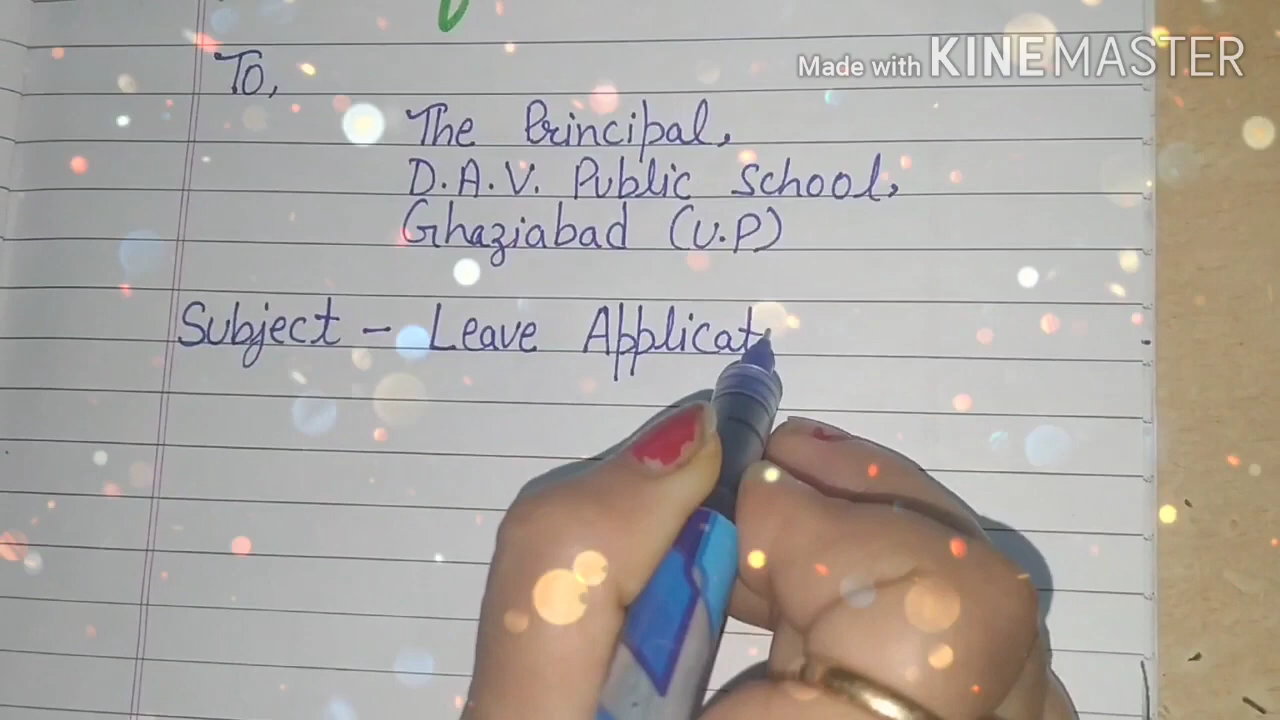 Made with KINEMASTER
To,
The Principal,
D.A.V. Public School,
Ghaziabad (U.P)
Subject - Leave Applicat